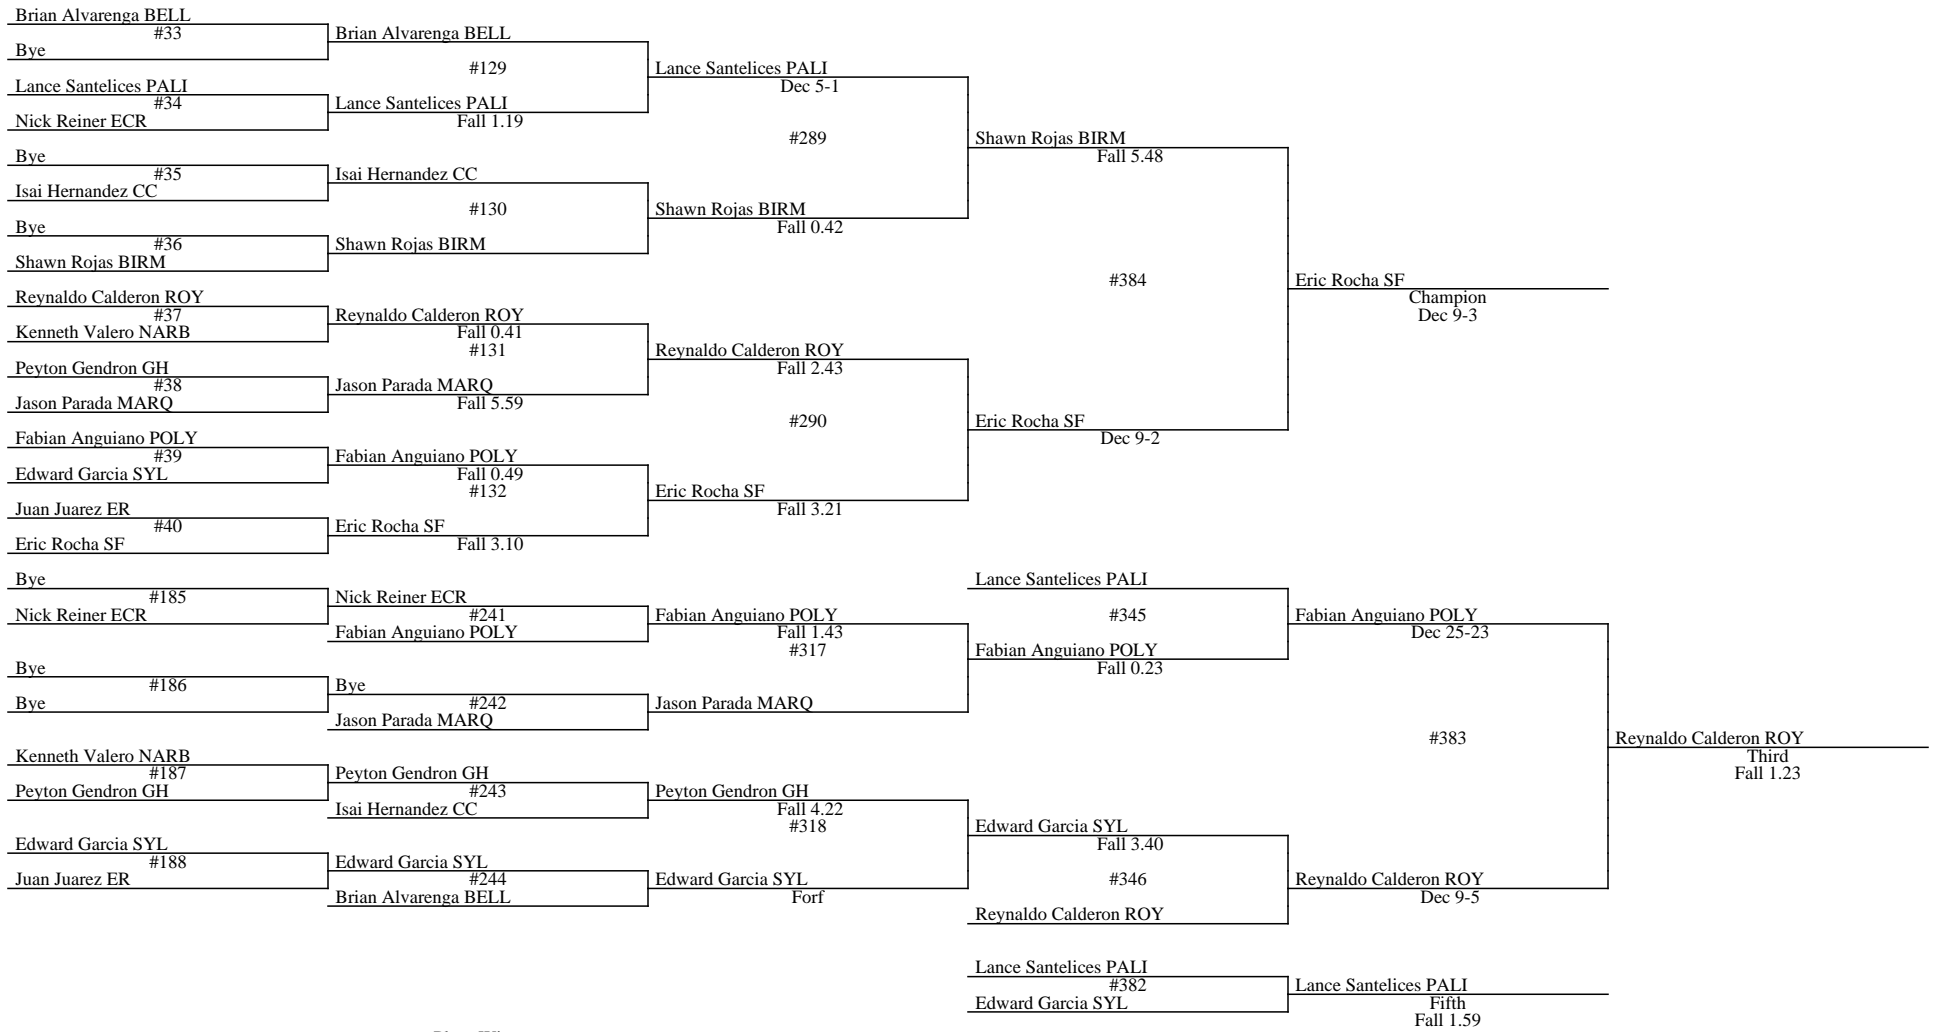 Brian Alvarenga BELL
#33
Bye
Brian Alvarenga BELL
#129
Lance Santelices PALI
Dec 5-1
Lance Santelices PALI
#34
Nick Reiner ECR
Lance Santelices PALI
Fall 1.19
#289
Shawn Rojas BIRM
Fall 5.48
Bye
#35
Isai Hernandez CC
Isai Hernandez CC
#130
Shawn Rojas BIRM
Fall 0.42
Bye
#36
Shawn Rojas BIRM
Shawn Rojas BIRM
#384
Eric Rocha SF
Champion
Dec 9-3
Reynaldo Calderon ROY
#37
Kenneth Valero NARB
Reynaldo Calderon ROY
Fall 0.41
#131
Reynaldo Calderon ROY
Fall 2.43
Peyton Gendron GH
#38
Jason Parada MARQ
Jason Parada MARQ
Fall 5.59
#290
Eric Rocha SF
Dec 9-2
Fabian Anguiano POLY
#39
Edward Garcia SYL
Fabian Anguiano POLY
Fall 0.49
#132
Eric Rocha SF
Fall 3.21
Juan Juarez ER
#40
Eric Rocha SF
Eric Rocha SF
Fall 3.10
Bye
#185
Nick Reiner ECR
Nick Reiner ECR
#241
Fabian Anguiano POLY
Fabian Anguiano POLY
Fall 1.43
#317
Lance Santelices PALI
#345
Fabian Anguiano POLY
Fall 0.23
Fabian Anguiano POLY
Dec 25-23
Bye
#186
Bye
Bye
#242
Jason Parada MARQ
Jason Parada MARQ
#383
Reynaldo Calderon ROY
Third
Fall 1.23
Kenneth Valero NARB
#187
Peyton Gendron GH
Peyton Gendron GH
#243
Isai Hernandez CC
Peyton Gendron GH
Fall 4.22
#318
Edward Garcia SYL
Fall 3.40
#346
Reynaldo Calderon ROY
Reynaldo Calderon ROY
Dec 9-5
Edward Garcia SYL
#188
Juan Juarez ER
Edward Garcia SYL
#244
Brian Alvarenga BELL
Edward Garcia SYL
Forf
Lance Santelices PALI
#382
Edward Garcia SYL
Lance Santelices PALI
Fifth
Fall 1.59